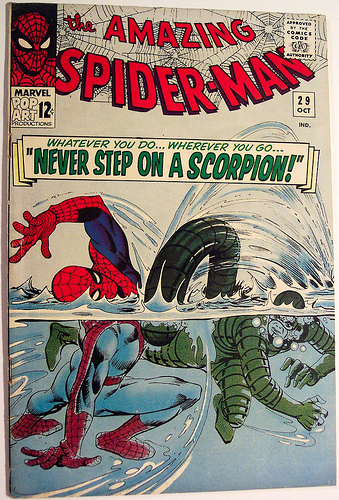 the AMAZING
SPIDER-MAN
APPROVED
BY THE
COMICS
CODE
AUTHORITY
MARVEL
POP
ART
PRODUCTIONS
12¢
29
OCT
IND.
WHATEVER YOU DO... WHEREVER YOU GO...
"NEVER STEP ON A SCORPION!"